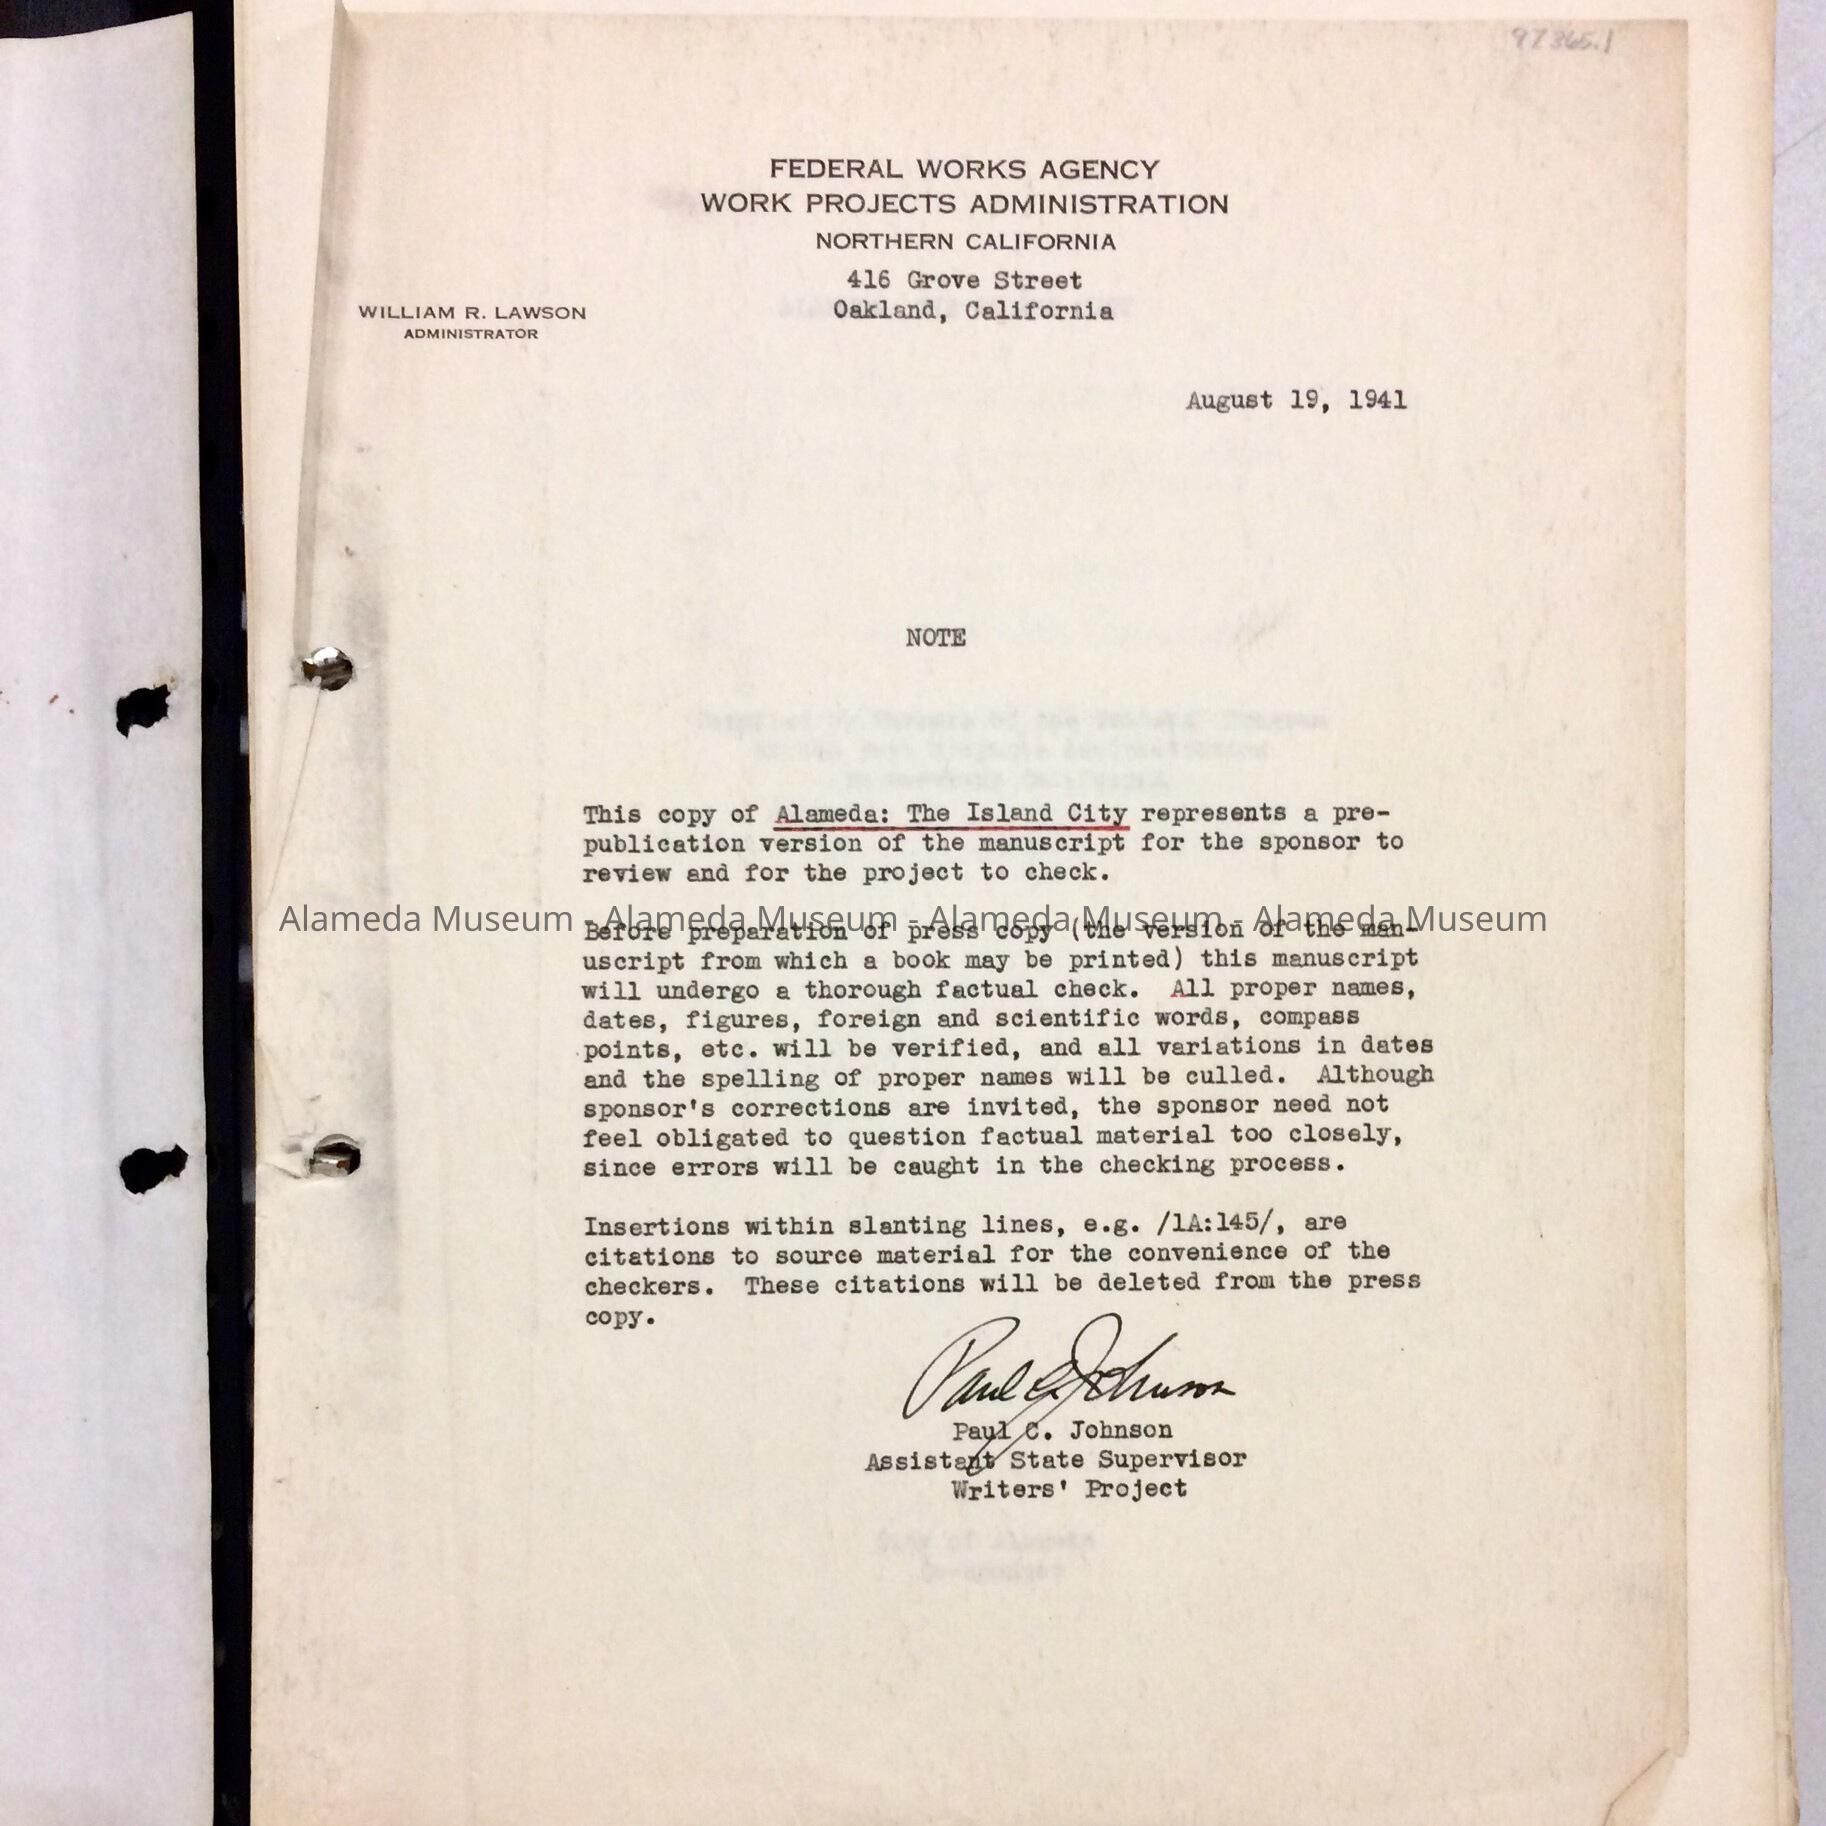 97.365.1
FEDERAL WORKS AGENCY
WORK PROJECTS ADMINISTRATION
NORTHERN CALIFORNIA
416 Grove Street
Oakland, California
WILLIAM R. LAWSON
ADMINISTRATOR
August 19, 1941
NOTE
This copy of Alameda: The Island City represents a pre-
publication version of the manuscript for the sponsor to
review and for the project to check.
Alameda Museum - Alameda Museum - Alameda Museum - Alameda Museum
Before preparation of press copy (the version of the man-
uscript from which a book may be printed) this manuscript
will undergo a thorough factual check. All proper names,
dates, figures, foreign and scientific words, compass
points, etc. will be verified, and all variations in dates
and the spelling of proper names will be culled. Although
sponsor's corrections are invited, the sponsor need not
feel obligated to question factual material too closely,
since errors will be caught in the checking process.
Insertions within slanting lines, e.g. /1A:145/, are
citations to source material for the convenience of the
checkers. These citations will be deleted from the press
copy.
Paul C. Johnson
Paul C. Johnson
Assistant State Supervisor
Writers' Project
City of Alameda